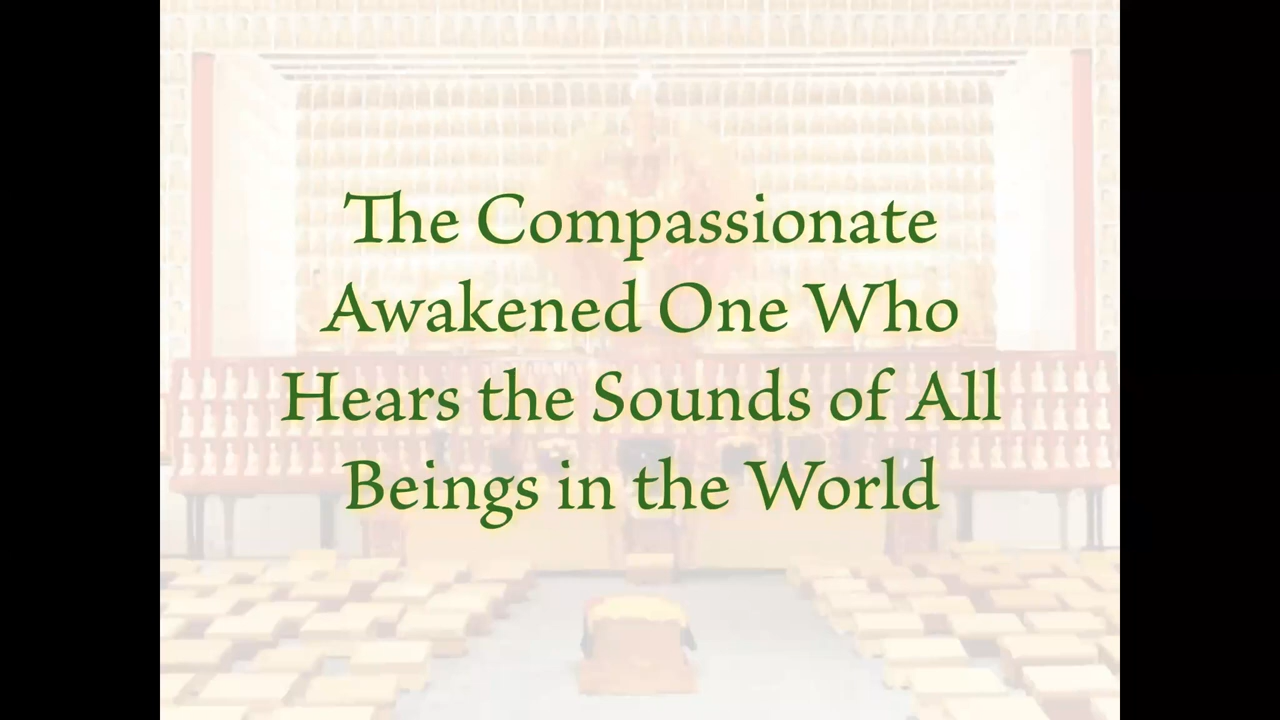 The Compassionate
Awakened One Who
Hears the Sounds of All
Beings in the World